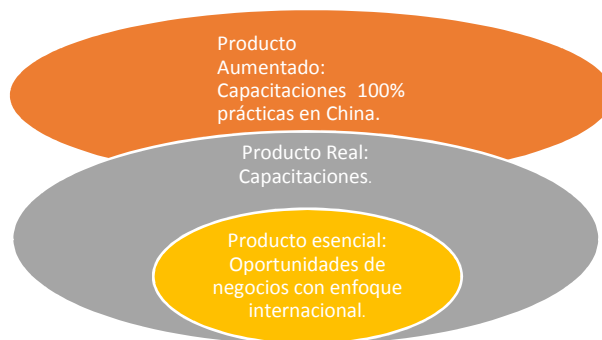 Producto
Aumentado:
Capacitaciones 100%
prácticas en China.
Producto Real:
Capacitaciones.
Producto esencial:
Oportunidades de
negocios con enfoque
internacional.